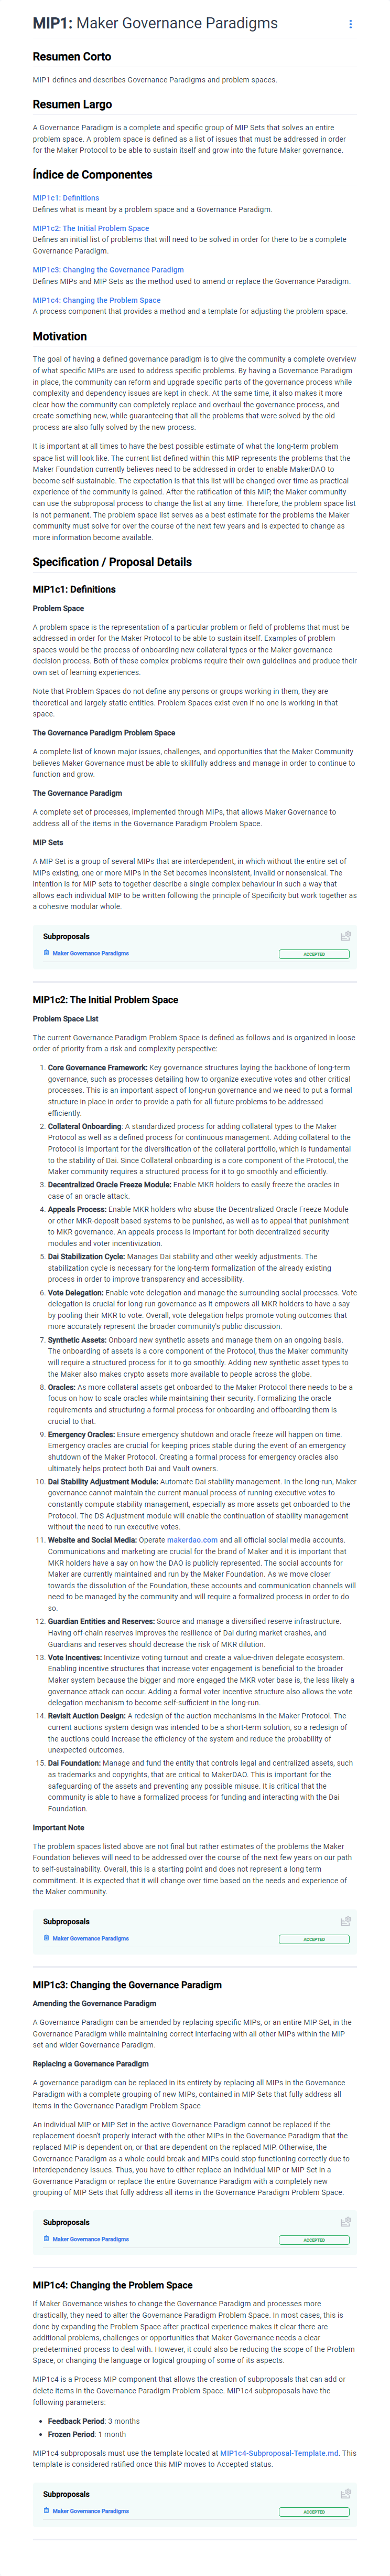 MIP1: Maker Governance Paradigms
Resumen Corto
MIP1 defines and describes Governance Paradigms and problem spaces.
Resumen Largo
A Governance Paradigm is a complete and specific group of MIP Sets that solves an entire
problem space. A problem space is defined as a list of issues that must be addressed in order
for the Maker Protocol to be able to sustain itself and grow into the future Maker governance.
Índice de Componentes
MIP1c1: Definitions
Defines what is meant by a problem space and a Governance Paradigm.
MIP1c2: The Initial Problem Space
Defines an initial list of problems that will need to be solved in order for there to be a complete
Governance Paradigm.
MIP1c3: Changing the Governance Paradigm
Defines MIPs and MIP Sets as the method used to amend or replace the Governance Paradigm.
MIP1c4: Changing the Problem Space
A process component that provides a method and a template for adjusting the problem space.
Motivation
The goal of having a defined governance paradigm is to give the community a complete overview
of what specific MIPs are used to address specific problems. By having a Governance Paradigm
in place, the community can reform and upgrade specific parts of the governance process while
complexity and dependency issues are kept in check. At the same time, it also makes it more
clear how the community can completely replace and overhaul the governance process, and
create something new, while guaranteeing that all the problems that were solved by the old
process are also fully solved by the new process.
It is important at all times to have the best possible estimate of what the long-term problem
space list will look like. The current list defined within this MIP represents the problems that the
Maker Foundation currently believes need to be addressed in order to enable MakerDAO to
become self-sustainable. The expectation is that this list will be changed over time as practical
experience of the community is gained. After the ratification of this MIP, the Maker community
can use the subproposal process to change the list at any time. Therefore, the problem space list
is not permanent. The problem space list serves as a best estimate for the problems the Maker
community must solve for over the course of the next few years and is expected to change as
more information become available.
Specification / Proposal Details
MIP1c1: Definitions
Problem Space
A problem space is the representation of a particular problem or field of problems that must be
addressed in order for the Maker Protocol to be able to sustain itself. Examples of problem
spaces would be the process of onboarding new collateral types or the Maker governance
decision process. Both of these complex problems require their own guidelines and produce their
own set of learning experiences.
Note that Problem Spaces do not define any persons or groups working in them, they are
theoretical and largely static entities. Problem Spaces exist even if no one is working in that
space.
The Governance Paradigm Problem Space
A complete list of known major issues, challenges, and opportunities that the Maker Community
believes Maker Governance must be able to skillfully address and manage in order to continue to
function and grow.
The Governance Paradigm
A complete set of processes, implemented through MIPs, that allows Maker Governance to
address all of the items in the Governance Paradigm Problem Space.
MIP Sets
A MIP Set is a group of several MIPs that are interdependent, in which without the entire set of
MIPs existing, one or more MIPs in the Set becomes inconsistent, invalid or nonsensical. The
intention is for MIP sets to together describe a single complex behaviour in such a way that
allows each individual MIP to be written following the principle of Specificity but work together as
a cohesive modular whole.
Subproposals
Maker Governance Paradigms
ACCEPTED
MIP1c2: The Initial Problem Space
Problem Space List
The current Governance Paradigm Problem Space is defined as follows and is organized in loose
order of priority from a risk and complexity perspective:
1. Core Governance Framework: Key governance structures laying the backbone of long-term
governance, such as processes detailing how to organize executive votes and other critical
processes. This is an important aspect of long-run governance and we need to put a formal
structure in place in order to provide a path for all future problems to be addressed
efficiently.
2. Collateral Onboarding: A standardized process for adding collateral types to the Maker
Protocol as well as a defined process for continuous management. Adding collateral to the
Protocol is important for the diversification of the collateral portfolio, which is fundamental
to the stability of Dai. Since Collateral onboarding is a core component of the Protocol, the
Maker community requires a structured process for it to go smoothly and efficiently.
3. Decentralized Oracle Freeze Module: Enable MKR holders to easily freeze the oracles in
case of an oracle attack.
4. Appeals Process: Enable MKR holders who abuse the Decentralized Oracle Freeze Module
or other MKR-deposit based systems to be punished, as well as to appeal that punishment
to MKR governance. An appeals process is important for both decentralized security
modules and voter incentivization.
5. Dai Stabilization Cycle: Manages Dai stability and other weekly adjustments. The
stabilization cycle is necessary for the long-term formalization of the already existing
process in order to improve transparency and accessibility.
6. Vote Delegation: Enable vote delegation and manage the surrounding social processes. Vote
delegation is crucial for long-run governance as it empowers all MKR holders to have a say
by pooling their MKR to vote. Overall, vote delegation helps promote voting outcomes that
more accurately represent the broader community's public discussion.
7. Synthetic Assets: Onboard new synthetic assets and manage them on an ongoing basis.
The onboarding of assets is a core component of the Protocol, thus the Maker community
will require a structured process for it to go smoothly. Adding new synthetic asset types to
the Maker also makes crypto assets more available to people across the globe.
8. Oracles: As more collateral assets get onboarded to the Maker Protocol there needs to be a
focus on how to scale oracles while maintaining their security. Formalizing the oracle
requirements and structuring a formal process for onboarding and offboarding them is
crucial to that.
9. Emergency Oracles: Ensure emergency shutdown and oracle freeze will happen on time.
Emergency oracles are crucial for keeping prices stable during the event of an emergency
shutdown of the Maker Protocol. Creating a formal process for emergency oracles also
ultimately helps protect both Dai and Vault owners.
10. Dai Stability Adjustment Module: Automate Dai stability management. In the long-run, Maker
governance cannot maintain the current manual process of running executive votes to
constantly compute stability management, especially as more assets get onboarded to the
Protocol. The DS Adjustment module will enable the continuation of stability management
without the need to run executive votes.
11. Website and Social Media: Operate makerdao.com and all official social media accounts.
Communications and marketing are crucial for the brand of Maker and it is important that
MKR holders have a say on how the DAO is publicly represented. The social accounts for
Maker are currently maintained and run by the Maker Foundation. As we move closer
towards the dissolution of the Foundation, these accounts and communication channels will
need to be managed by the community and will require a formalized process in order to do
so.
12. Guardian Entities and Reserves: Source and manage a diversified reserve infrastructure.
Having off-chain reserves improves the resilience of Dai during market crashes, and
Guardians and reserves should decrease the risk of MKR dilution.
13. Vote Incentives: Incentivize voting turnout and create a value-driven delegate ecosystem.
Enabling incentive structures that increase voter engagement is beneficial to the broader
Maker system because the bigger and more engaged the MKR voter base is, the less likely a
governance attack can occur. Adding a formal voter incentive structure also allows the vote
delegation mechanism to become self-sufficient in the long-run.
14. Revisit Auction Design: A redesign of the auction mechanisms in the Maker Protocol. The
current auctions system design was intended to be a short-term solution, so a redesign of
the auctions could increase the efficiency of the system and reduce the probability of
unexpected outcomes.
15. Dai Foundation: Manage and fund the entity that controls legal and centralized assets, such
as trademarks and copyrights, that are critical to MakerDAO. This is important for the
safeguarding of the assets and preventing any possible misuse. It is critical that the
community is able to have a formalized process for funding and interacting with the Dai
Foundation.
Important Note
The problem spaces listed above are not final but rather estimates of the problems the Maker
Foundation believes will need to be addressed over the course of the next few years on our path
to self-sustainability. Overall, this is a starting point and does not represent a long term
commitment. It is expected that it will change over time based on the needs and experience of
the Maker community.
Subproposals
Maker Governance Paradigms
ACCEPTED
MIP1c3: Changing the Governance Paradigm
Amending the Governance Paradigm
A Governance Paradigm can be amended by replacing specific MIPs, or an entire MIP Set, in the
Governance Paradigm while maintaining correct interfacing with all other MIPs within the MIP
set and wider Governance Paradigm.
Replacing a Governance Paradigm
A governance paradigm can be replaced in its entirety by replacing all MIPs in the Governance
Paradigm with a complete grouping of new MIPs, contained in MIP Sets that fully address all
items in the Governance Paradigm Problem Space
An individual MIP or MIP Set in the active Governance Paradigm cannot be replaced if the
replacement doesn't properly interact with the other MIPs in the Governance Paradigm that the
replaced MIP is dependent on, or that are dependent on the replaced MIP. Otherwise, the
Governance Paradigm as a whole could break and MIPs could stop functioning correctly due to
interdependency issues. Thus, you have to either replace an individual MIP or MIP Set in a
Governance Paradigm or replace the entire Governance Paradigm with a completely new
grouping of MIP Sets that fully address all items in the Governance Paradigm Problem Space.
Subproposals
Maker Governance Paradigms
ACCEPTED
MIP1c4: Changing the Problem Space
If Maker Governance wishes to change the Governance Paradigm and processes more
drastically, they need to alter the Governance Paradigm Problem Space. In most cases, this is
done by expanding the Problem Space after practical experience makes it clear there are
additional problems, challenges or opportunities that Maker Governance needs a clear
predetermined process to deal with. However, it could also be reducing the scope of the Problem
Space, or changing the language or logical grouping of some of its aspects.
MIP1c4 is a Process MIP component that allows the creation of subproposals that can add or
delete items in the Governance Paradigm Problem Space. MIP1c4 subproposals have the
following parameters:
• Feedback Period: 3 months
• Frozen Period: 1 month
MIP1c4 subproposals must use the template located at MIP1c4-Subproposal-Template.md. This
template is considered ratified once this MIP moves to Accepted status.
Subproposals
Maker Governance Paradigms
ACCEPTED